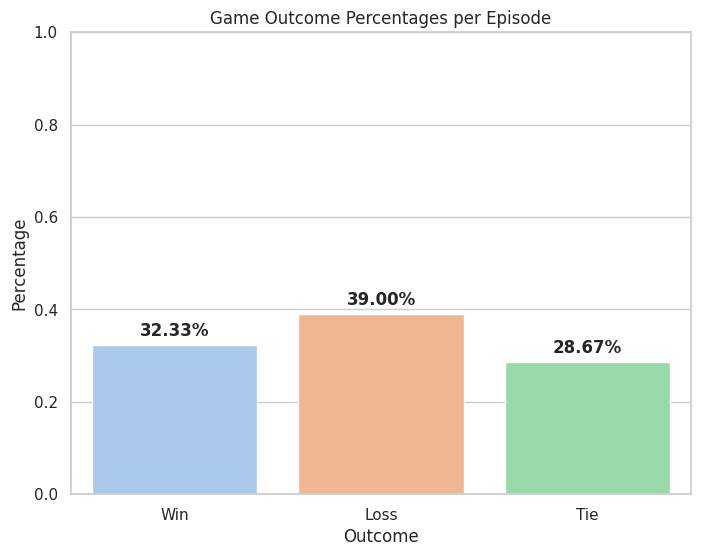 Game Outcome Percentages per Episode
1.0
0.8
0.6
0.4
0.2
0.0
Percentage
32.33%
39.00%
28.67%
Win
Loss
Tie
Outcome